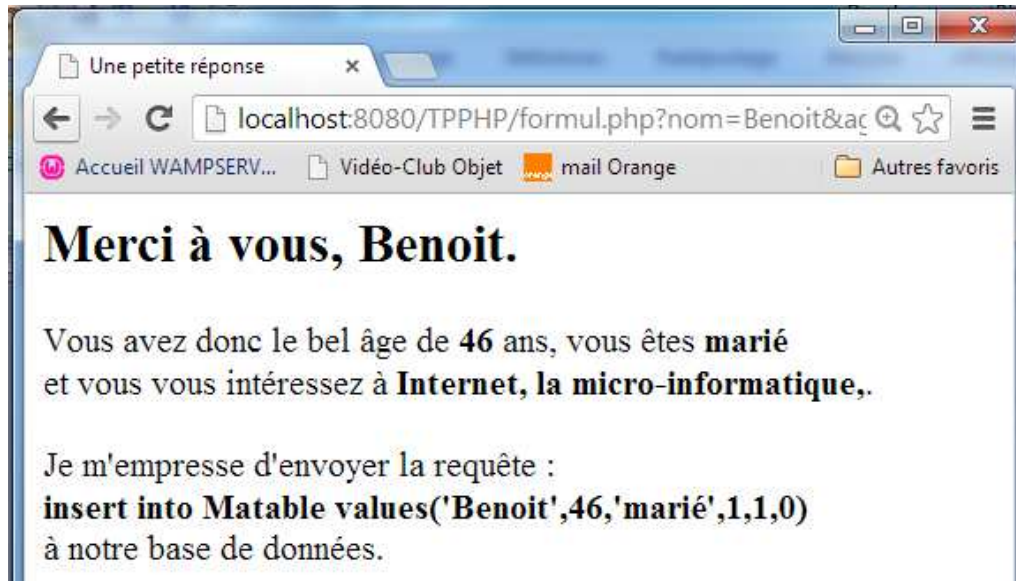 Une petite réponse
localhost:8080/TPPHP/formul.php?nom=Benoit&ag
Accueil WAMPSERV... Vidéo-Club Objet mail Orange Autres favoris
Merci à vous, Benoit.
Vous avez donc le bel âge de 46 ans, vous êtes marié
et vous vous intéressez à Internet, la micro-informatique,.
Je m'empresse d'envoyer la requête :
insert into Matable values('Benoit',46,'marié',1,1,0)
à notre base de données.